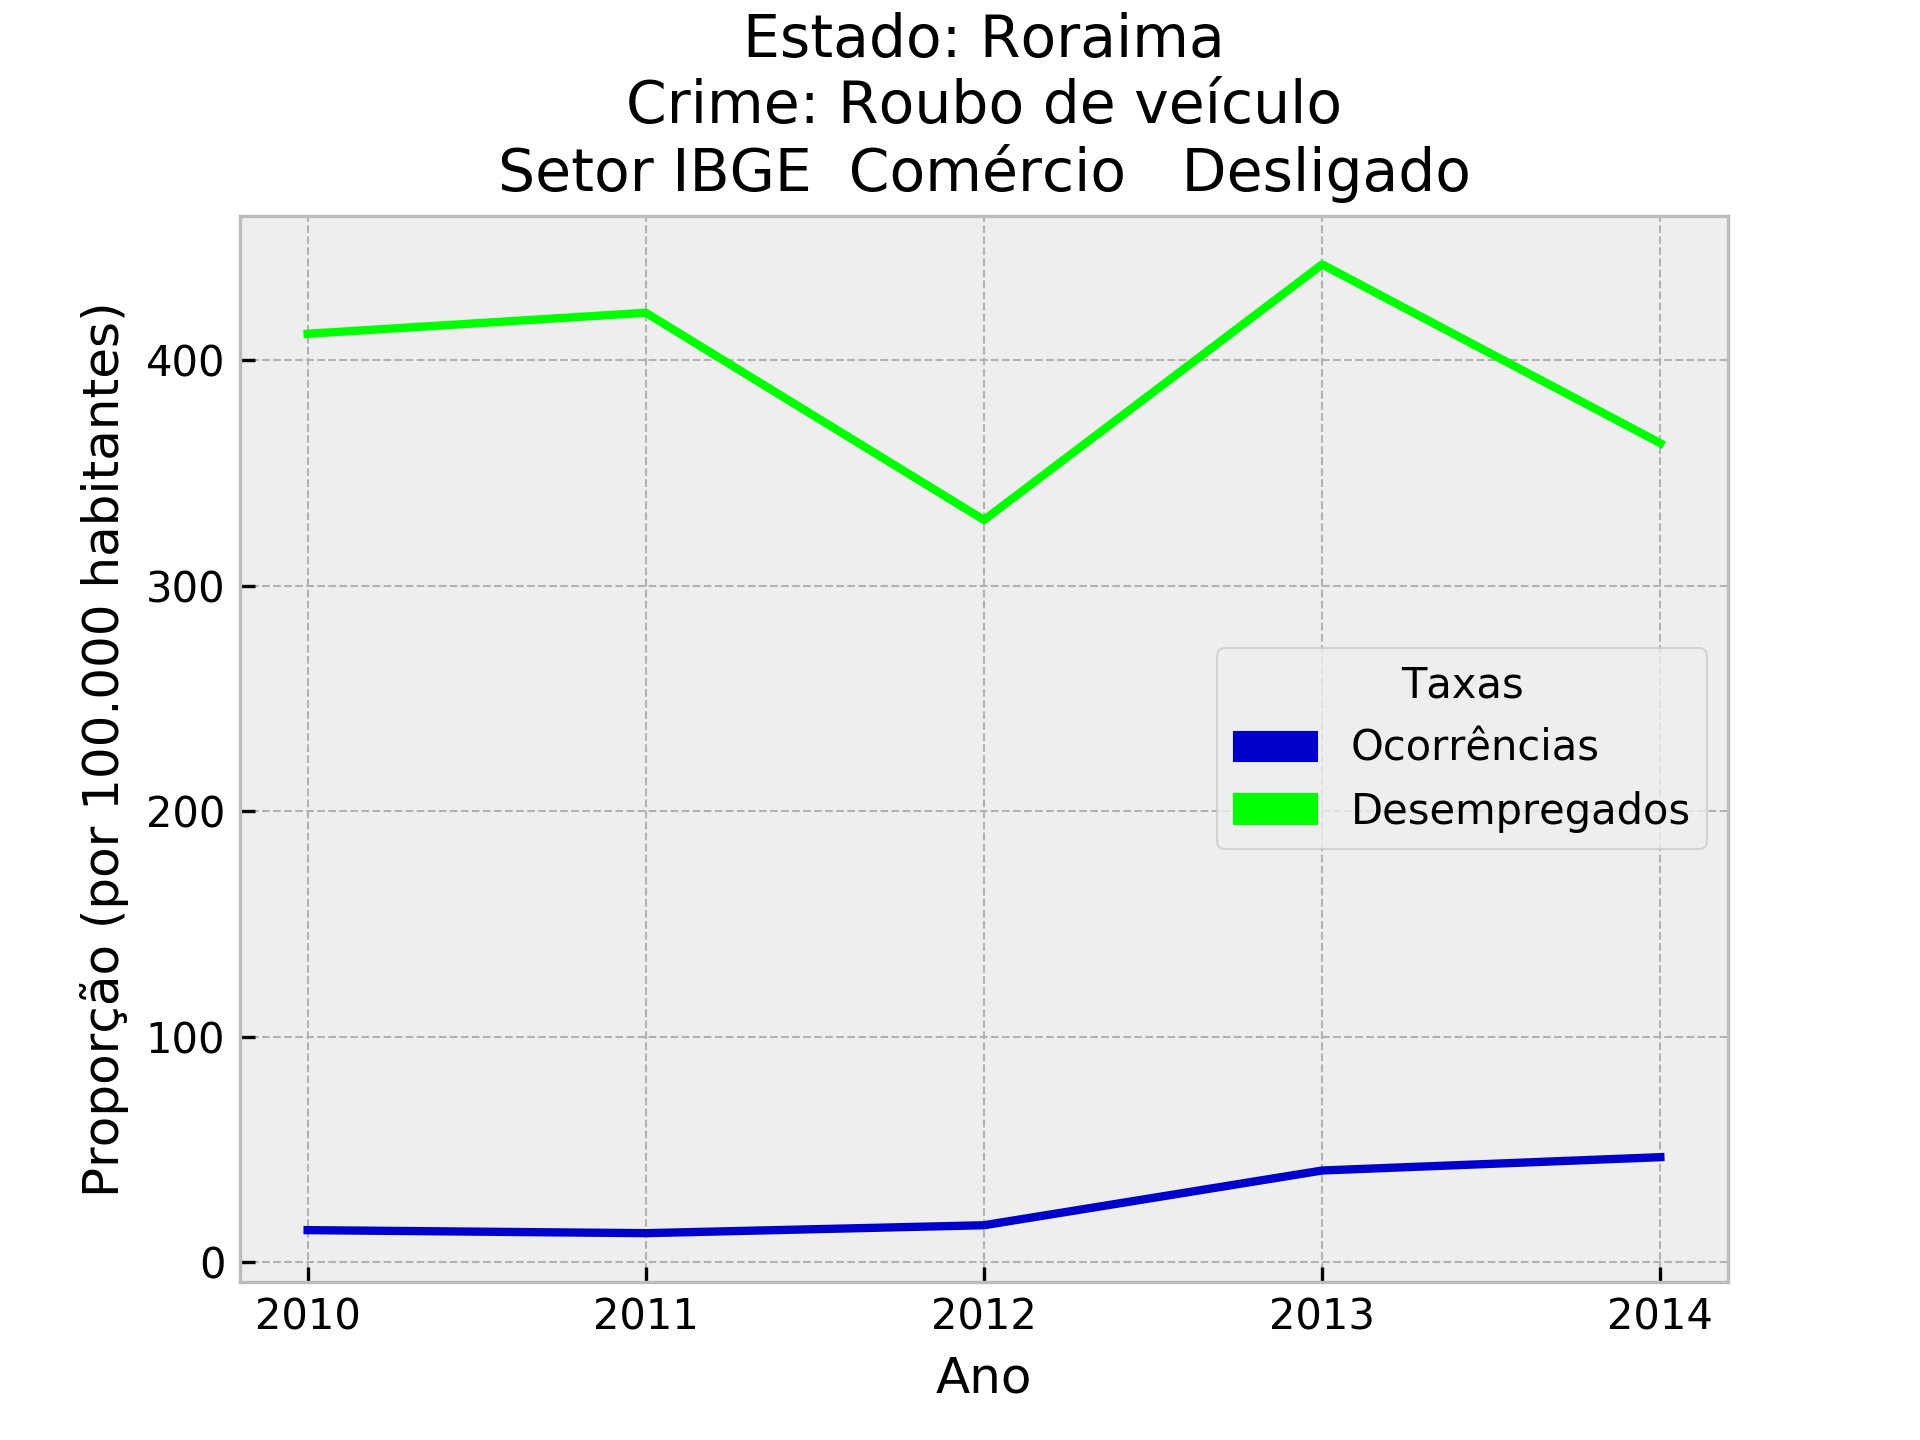 Estado: Roraima
Crime: Roubo de veículo
Setor IBGE  Comércio   Desligado
Proporção (por 100.000 habitantes)
400
300
200
100
0
Taxas
Ocorrências
Desempregados
2010 2011 2012 2013 2014
Ano